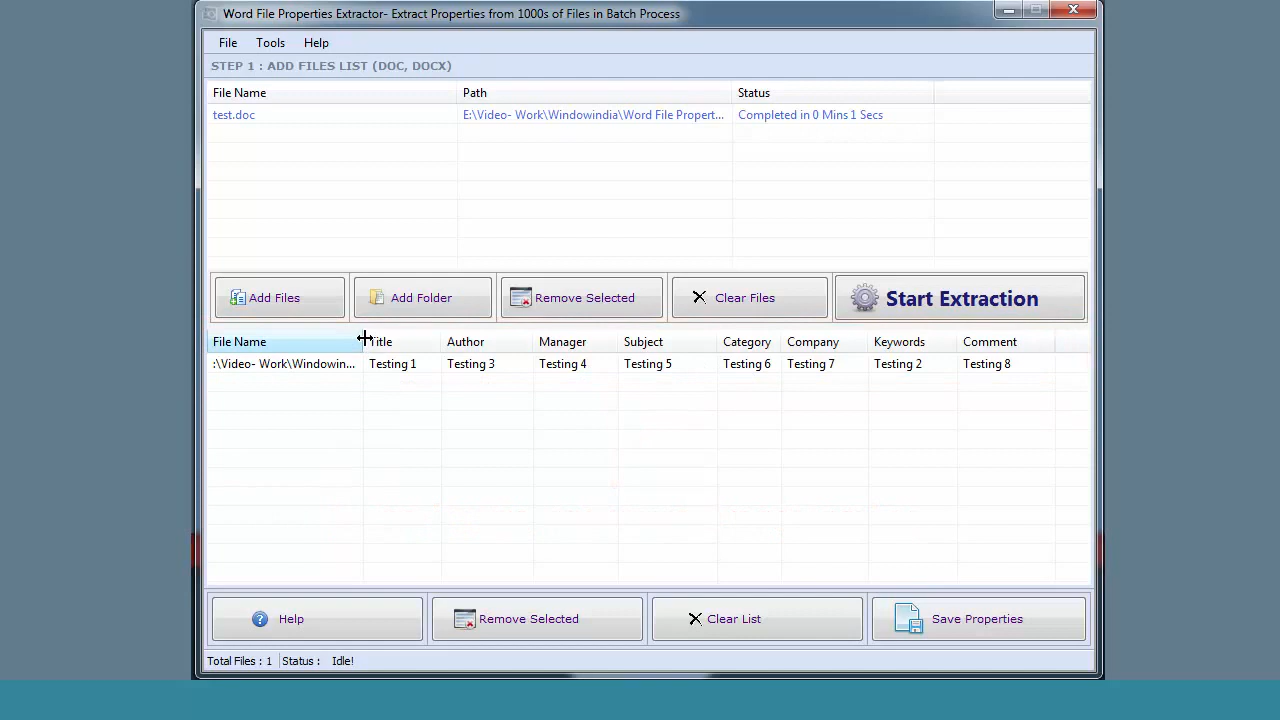 Word File Properties Extractor- Extract Properties from 1000s of Files in Batch Process
File Tools Help
STEP 1 : ADD FILES LIST (DOC, DOCX)
File Name Path Status
test.doc E:\Video- Work\Windowindia\Word File Propert... Completed in 0 Mins 1 Secs
Add Files Add Folder Remove Selected Clear Files Start Extraction
File Name Title Author Manager Subject Category Company Keywords Comment
:\Video- Work\Windowin... Testing 1 Testing 3 Testing 4 Testing 5 Testing 6 Testing 7 Testing 2 Testing 8
Help Remove Selected Clear List Save Properties
Total Files : 1 Status : Idle!